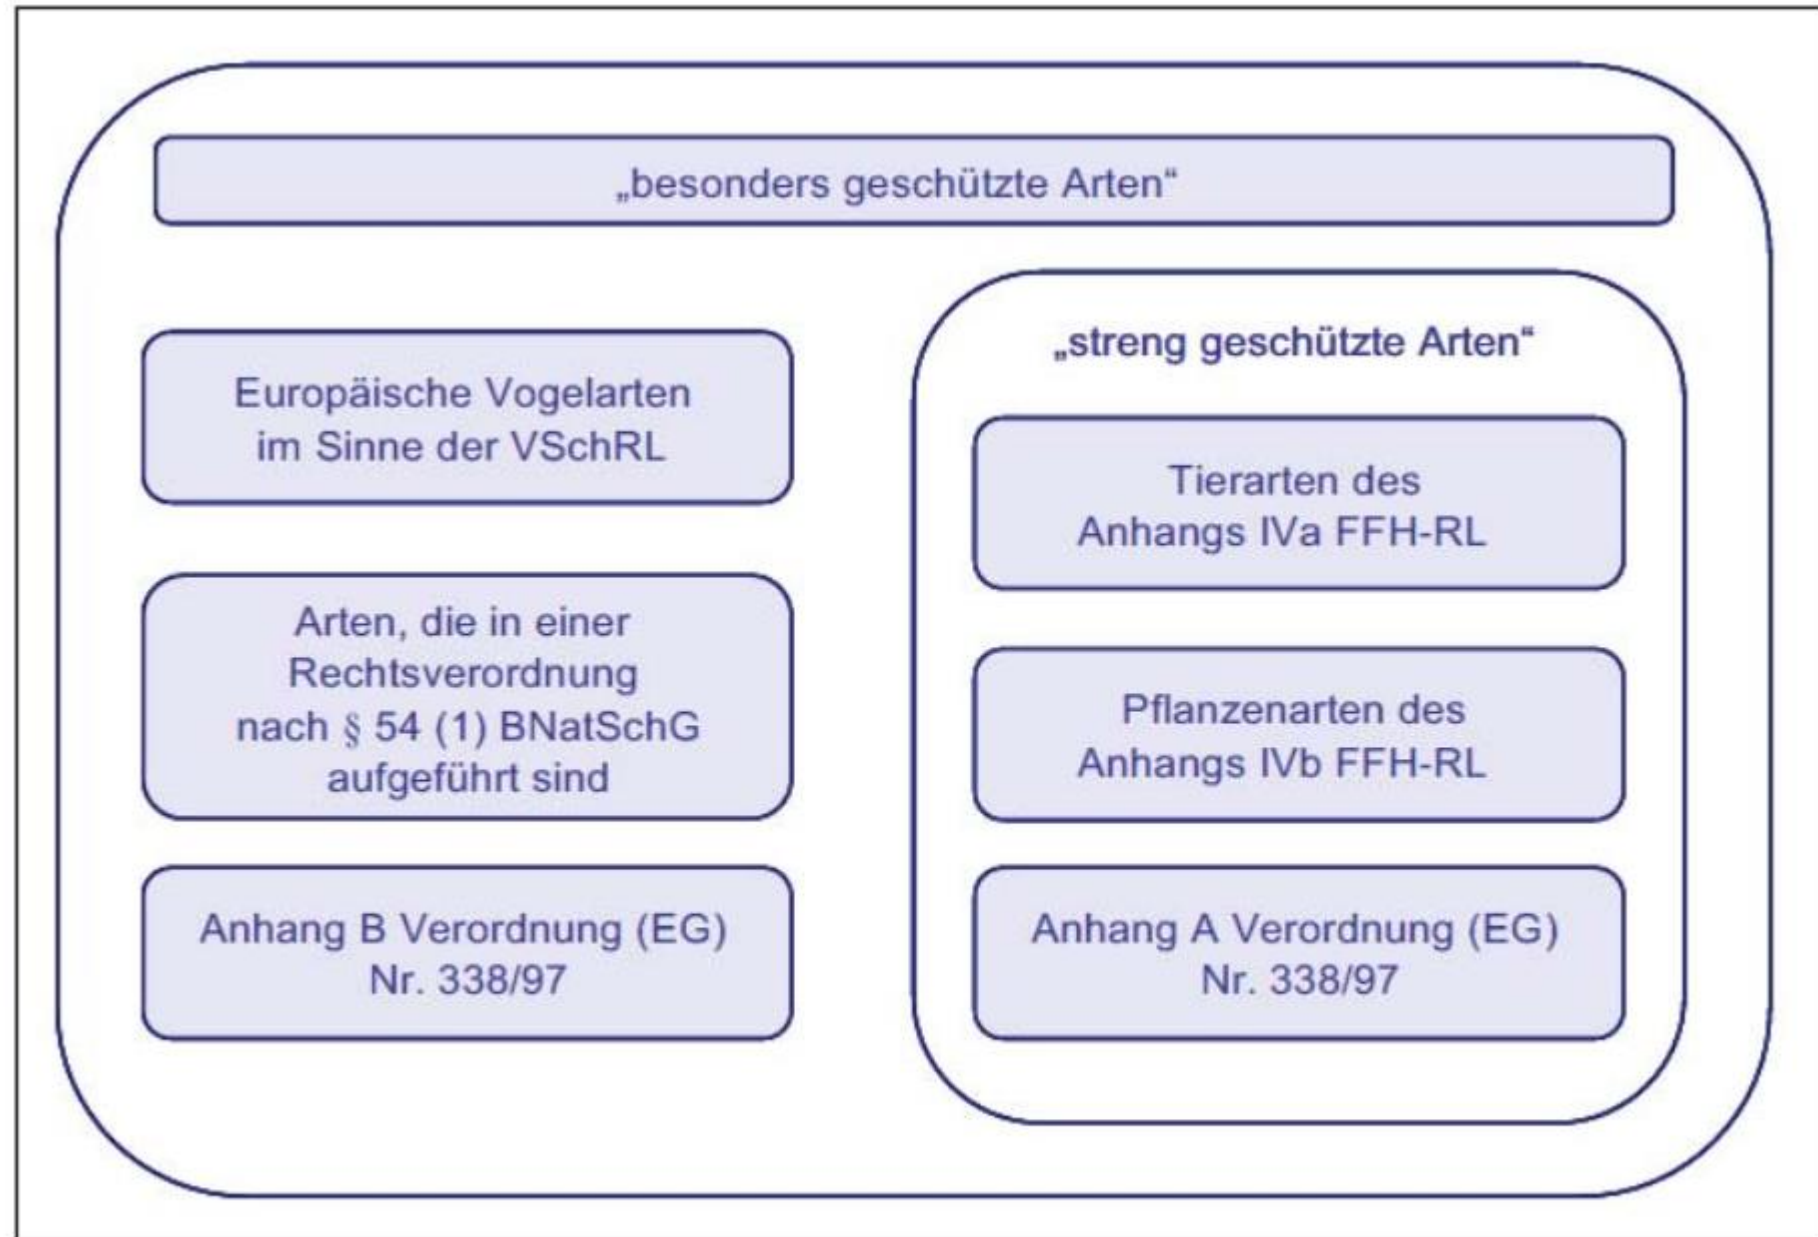 „besonders geschützte Arten“
Europäische Vogelarten
im Sinne der VSchRL
Arten, die in einer
Rechtsverordnung
nach § 54 (1) BNatSchG
aufgeführt sind
Anhang B Verordnung (EG)
Nr. 338/97
„streng geschützte Arten“
Tierarten des
Anhangs IVa FFH-RL
Pflanzenarten des
Anhangs IVb FFH-RL
Anhang A Verordnung (EG)
Nr. 338/97